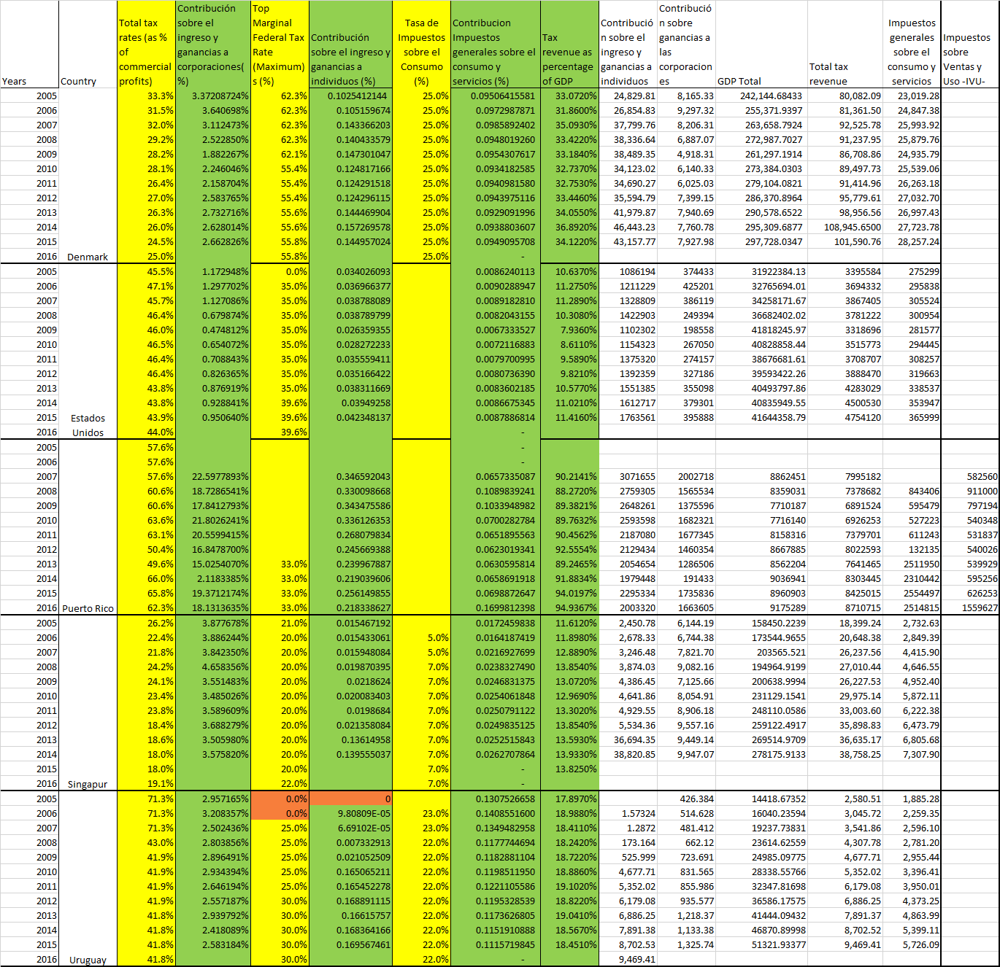 Years Country Total tax rates (as % of commercial profits) Contribución sobre el ingreso y ganancias a corporaciones( %) Top Marginal Federal Tax Rate (Maximum) s (%) Contribución sobre el ingreso y ganancias a individuos (%) Tasa de Impuestos sobre el Consumo (%) Contribucion Impuestos generales sobre el consumo y servicios (%) Tax revenue as percentage of GDP Contribució n sobre el ingreso y ganancias a individuos Contribució n sobre ganancias a las corporacion es GDP Total Total tax revenue Impuestos generales sobre el consumo y servicios Impuestos sobre Ventas y Uso -IVU-
2005 33.3% 3.37208724% 62.3% 0.1025412144 25.0% 0.09506415581 33.0720% 24,829.81 8,165.33 242,144.68433 80,082.09 23,019.28
2006 31.5% 3.640698% 62.3% 0.105159674 25.0% 0.0972987871 31.8600% 26,854.83 9,297.32 255,371.9397 81,361.50 24,847.38
2007 32.0% 3.112473% 62.3% 0.143366203 25.0% 0.0985892402 35.0930% 37,799.76 8,206.31 263,658.7924 92,525.78 25,993.92
2008 29.2% 2.522850% 62.3% 0.140433579 25.0% 0.0948019260 33.4220% 38,336.64 6,887.07 272,987.7027 91,237.95 25,879.76
2009 28.2% 1.882267% 62.1% 0.147301047 25.0% 0.0954307617 33.1840% 38,489.35 4,918.31 261,297.1914 86,708.86 24,935.79
2010 28.1% 2.246046% 55.4% 0.124817166 25.0% 0.0934182585 32.7370% 34,123.02 6,140.33 273,384.0303 89,497.73 25,539.06
2011 26.4% 2.158704% 55.4% 0.124291518 25.0% 0.0940981580 32.7530% 34,690.27 6,025.03 279,104.0821 91,414.96 26,263.18
2012 27.0% 2.583765% 55.4% 0.124296115 25.0% 0.0943975116 33.4460% 35,594.79 7,399.15 286,370.8964 95,779.61 27,032.70
2013 26.3% 2.732716% 55.6% 0.144469904 25.0% 0.0929091996 34.0550% 41,979.87 7,940.69 290,578.6522 98,956.56 26,997.43
2014 26.0% 2.628014% 55.6% 0.157269578 25.0% 0.0938803607 36.8920% 46,443.23 7,760.78 295,309.6877 108,945.6500 27,723.78
2015 24.5% 2.662826% 55.8% 0.144957024 25.0% 0.0949095708 34.1220% 43,157.77 7,927.98 297,728.0347 101,590.76 28,257.24
2016 Denmark 25.0% 55.8% 25.0% -
2005 45.5% 1.172948% 0.0% 0.034026093 0.0086240113 10.6370% 1086194 374433 31922384.13 3395584 275299
2006 47.1% 1.297702% 35.0% 0.036966377 0.0090288947 11.2750% 1211229 425201 32765694.01 3694332 295838
2007 45.7% 1.127086% 35.0% 0.038788089 0.0089182810 11.2890% 1328809 386119 34258171.67 3867405 305524
2008 46.4% 0.679874% 35.0% 0.038789799 0.0082043155 10.3080% 1422903 249394 36682402.02 3781222 300954
2009 46.0% 0.474812% 35.0% 0.026359355 0.0067333527 7.9360% 1102302 198558 41818245.97 3318696 281577
2010 46.5% 0.654072% 35.0% 0.028272233 0.0072116883 8.6110% 1154323 267050 40828858.44 3515773 294445
2011 46.4% 0.708843% 35.0% 0.035559411 0.0079700995 9.5890% 1375320 274157 38676681.61 3708707 308257
2012 46.4% 0.826365% 35.0% 0.035166422 0.0080736390 9.8210% 1392359 327186 39593422.26 3888470 319663
2013 43.8% 0.876919% 35.0% 0.038311669 0.0083602185 10.5770% 1551385 355098 40493797.86 4283029 338537
2014 43.8% 0.928841% 39.6% 0.03949258 0.0086675345 11.0210% 1612717 379301 40835949.55 4500530 353947
2015 Estados 43.9% 0.950640% 39.6% 0.042348137 0.0087886814 11.4160% 1763561 395888 41644358.79 4754120 365999
2016 Unidos 44.0% 39.6% -
2005 57.6% -
2006 57.6% -
2007 57.6% 22.5977893% 0.346592043 0.0657335087 90.2141% 3071655 2002718 8862451 7995182 582560
2008 60.6% 18.7286541% 0.330098668 0.1089839241 88.2720% 2759305 1565534 8359031 7378682 843406 911000
2009 60.6% 17.8412793% 0.343475586 0.1033948982 89.3821% 2648261 1375596 7710187 6891524 595479 797194
2010 63.6% 21.8026241% 0.336126353 0.0700282784 89.7632% 2593598 1682321 7716140 6926253 527223 540348
2011 63.1% 20.5599415% 0.268079834 0.0651895563 90.4562% 2187080 1677345 8158316 7379701 611243 531837
2012 50.4% 16.8478700% 0.245669388 0.0623019341 92.5554% 2129434 1460354 8667885 8022593 132135 540026
2013 49.6% 15.0254070% 33.0% 0.239967887 0.0630595814 89.2465% 2054654 1286506 8562204 7641465 2511950 539929
2014 66.0% 2.1183385% 33.0% 0.219039606 0.0658691918 91.8834% 1979448 191433 9036941 8303445 2310442 595256
2015 65.8% 19.3712174% 33.0% 0.256149855 0.0698872647 94.0197% 2295334 1735836 8960903 8425015 2554497 626253
2016 Puerto Rico 62.3% 18.1313635% 33.0% 0.218338627 0.1699812398 94.9367% 2003320 1663605 9175289 8710715 2514815 1559627
2005 26.2% 3.877678% 21.0% 0.015467192 0.0172459838 11.6120% 2,450.78 6,144.19 158450.2239 18,399.24 2,732.63
2006 22.4% 3.886244% 20.0% 0.015433061 5.0% 0.0164187419 11.8980% 2,678.33 6,744.38 173544.9655 20,648.38 2,849.39
2007 21.8% 3.842350% 20.0% 0.015948084 5.0% 0.0216927699 12.8890% 3,246.48 7,821.70 203565.521 26,237.56 4,415.90
2008 24.2% 4.658356% 20.0% 0.019870395 7.0% 0.0238327490 13.8540% 3,874.03 9,082.16 194964.9199 27,010.44 4,646.55
2009 24.1% 3.551483% 20.0% 0.0218624 7.0% 0.0246831375 13.0720% 4,386.45 7,125.66 200638.9994 26,227.53 4,952.40
2010 23.4% 3.485026% 20.0% 0.020083403 7.0% 0.0254061848 12.9690% 4,641.86 8,054.91 231129.1541 29,975.14 5,872.11
2011 23.8% 3.589609% 20.0% 0.0198684 7.0% 0.0250791122 13.3020% 4,929.55 8,906.18 248110.0586 33,003.60 6,222.38
2012 18.4% 3.688279% 20.0% 0.021358084 7.0% 0.0249835125 13.8540% 5,534.36 9,557.16 259122.4917 35,898.83 6,473.79
2013 18.6% 3.505980% 20.0% 0.13614958 7.0% 0.0252515843 13.5930% 36,694.35 9,449.14 269514.9709 36,635.17 6,805.68
2014 18.0% 3.575820% 20.0% 0.139555037 7.0% 0.0262707864 13.9330% 38,820.85 9,947.07 278175.9133 38,758.25 7,307.90
2015 18.0% 20.0% 7.0% - 13.8250%
2016 Singapur 19.1% 22.0% 7.0% -
2005 71.3% 2.957165% 0.0% 0 0.1307526658 17.8970% 426.384 14418.67352 2,580.51 1,885.28
2006 71.3% 3.208357% 0.0% 9.80809E-05 23.0% 0.1408551600 18.9880% 1.57324 514.628 16040.23594 3,045.72 2,259.35
2007 71.3% 2.502436% 25.0% 6.69102E-05 23.0% 0.1349482958 18.4110% 1.2872 481.412 19237.73831 3,541.86 2,596.10
2008 43.0% 2.803856% 25.0% 0.007332913 22.0% 0.1177744694 18.2420% 173.164 662.12 23614.62559 4,307.78 2,781.20
2009 41.9% 2.896491% 25.0% 0.021052509 22.0% 0.1182881104 18.7220% 525.999 723.691 24985.09775 4,677.71 2,955.44
2010 41.9% 2.934394% 25.0% 0.165065211 22.0% 0.1198511950 18.8860% 4,677.71 831.565 28338.55766 5,352.02 3,396.41
2011 41.9% 2.646194% 25.0% 0.165452278 22.0% 0.1221105586 19.1020% 5,352.02 855.986 32347.81698 6,179.08 3,950.01
2012 41.9% 2.557187% 30.0% 0.168891115 22.0% 0.1195328539 18.8220% 6,179.08 935.577 36586.17575 6,886.25 4,373.25
2013 41.8% 2.939792% 30.0% 0.16615757 22.0% 0.1173626805 19.0410% 6,886.25 1,218.37 41444.09432 7,891.37 4,863.99
2014 41.8% 2.418089% 30.0% 0.168364166 22.0% 0.1151910888 18.5670% 7,891.38 1,133.38 46870.89998 8,702.52 5,399.11
2015 41.8% 2.583184% 30.0% 0.169567461 22.0% 0.1115719845 18.4510% 8,702.53 1,325.74 51321.93377 9,469.41 5,726.09
2016 Uruguay 41.8% 30.0% 22.0% - 9,469.41